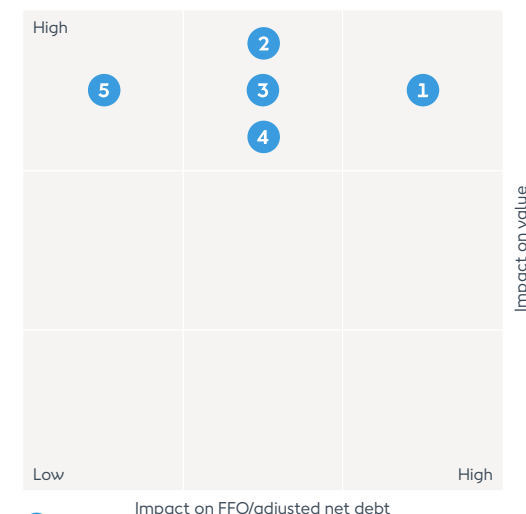 High
2
5 3 1
4
Impact on value
Low High
Impact on FFO/adjusted net debt